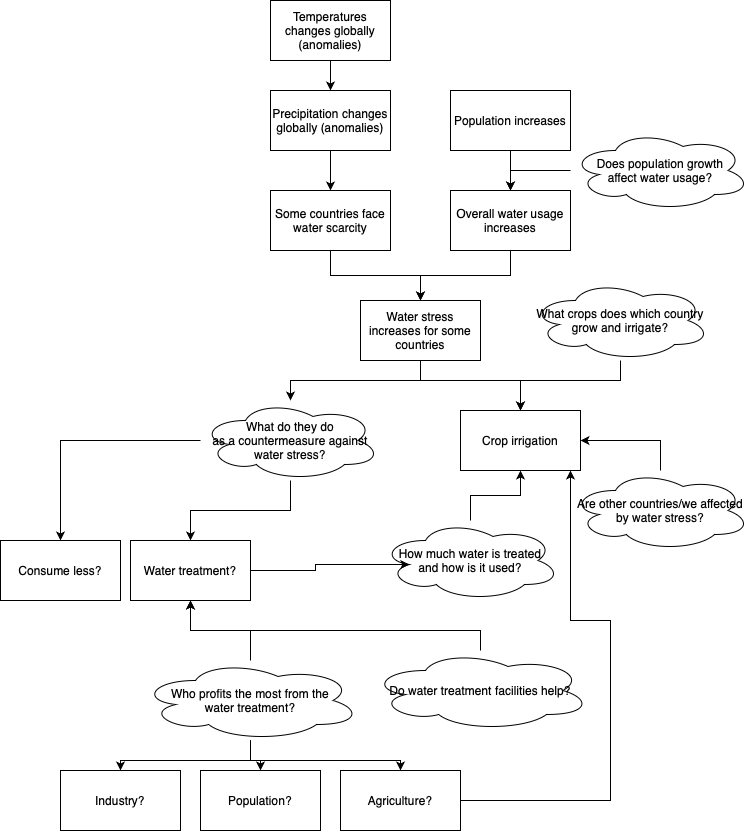 Temperatures
changes globally
(anomalies)
Precipitation changes
globally (anomalies)
Population increases
Does population growth
affect water usage?
Some countries face
water scarcity
Overall water usage
increases
Water stress
increases for some
countries
What crops does which country
grow and irrigate?
What do they do
as a countermeasure against
water stress?
Crop irrigation
Are other countries/we affected
by water stress?
Consume less?
Water treatment?
How much water is treated
and how is it used?
Who profits the most from the
water treatment?
Do water treatment facilities help?
Industry?
Population?
Agriculture?